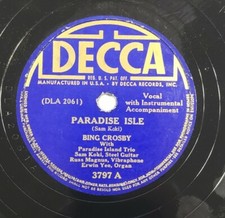 DECCA
REG. U.S. PAT. OFF.
MANUFACTURED IN U.S.A. - BY DECCA RECORDS, INC.
(DLA 2061)
Vocal
with Instrumental
Accompaniment
PARADISE ISLE
(Sam Koki)
BING CROSBY
With
Paradise Island Trio
Sam Koki, Steel Guitar
Russ Magnus, Vibraphone
Erwin Yeo, Organ
3797 A